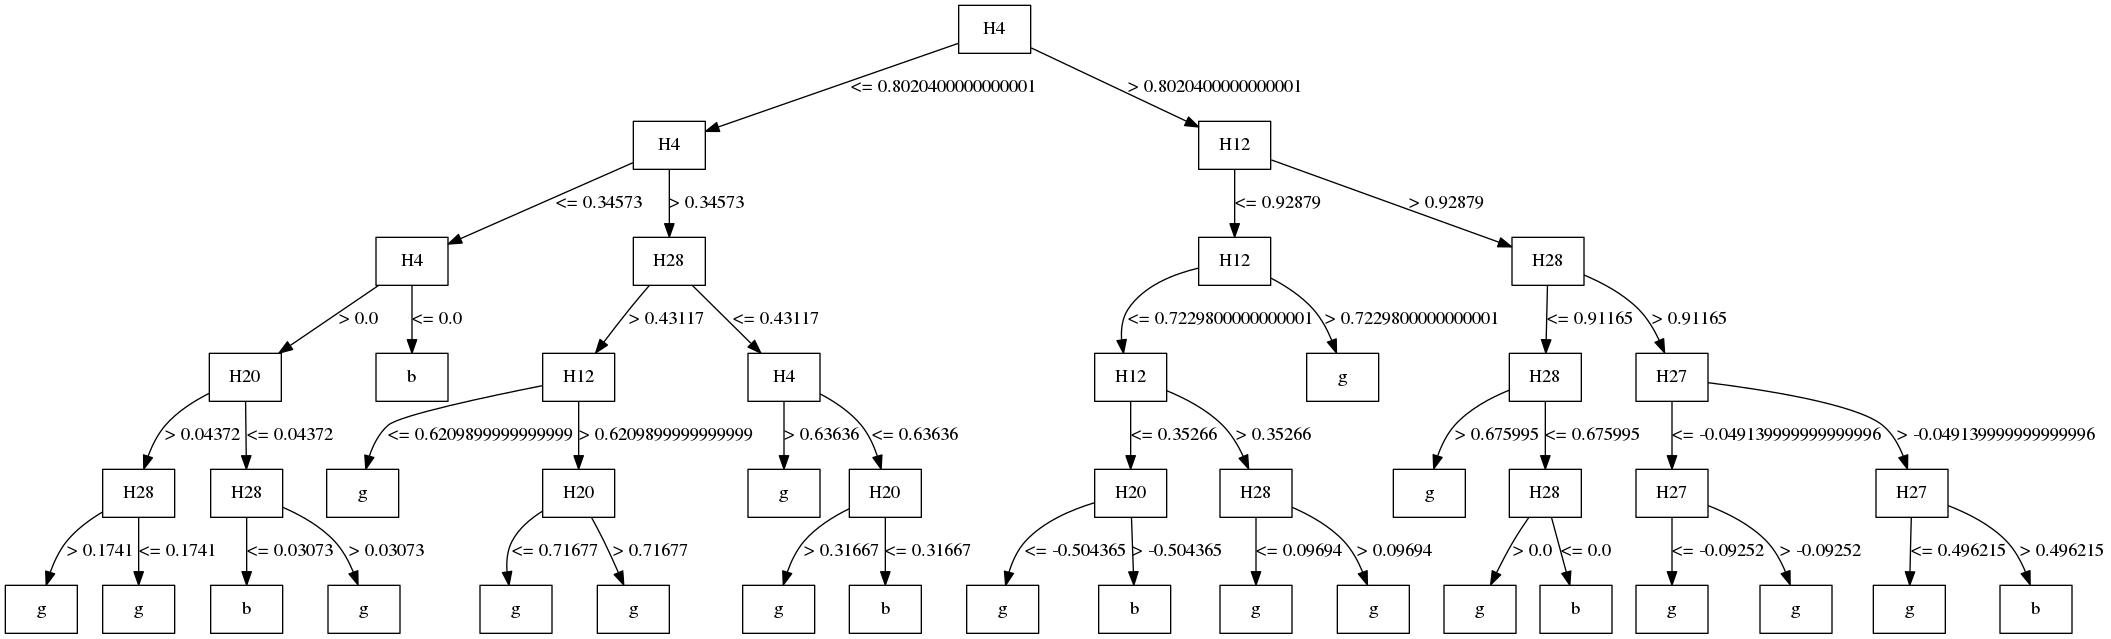 H4
<= 0.8020400000000001 > 0.8020400000000001
H4 H12
<= 0.34573 > 0.34573 <= 0.92879 > 0.92879
H4 H28 H12 H28
> 0.0 <= 0.0 > 0.43117 <= 0.43117 <= 0.7229800000000001 > 0.7229800000000001 <= 0.91165 > 0.91165
H20 b H12 H4 H12 g H28 H27
> 0.04372 <= 0.04372 <= 0.6209899999999999 > 0.6209899999999999 > 0.63636 <= 0.63636 <= 0.35266 > 0.35266 > 0.675995 <= 0.675995 <= -0.049139999999999996 > -0.049139999999999996
H28 H28 g H20 g H20 H20 H28 g H28 H27 H27
> 0.1741 <= 0.1741 <= 0.03073 > 0.03073 <= 0.71677 > 0.71677 > 0.31667 <= 0.31667 <= -0.504365 > -0.504365 <= 0.09694 > 0.09694 > 0.0 <= 0.0 <= -0.09252 > -0.09252 <= 0.496215 > 0.496215
g g b g g g g b g b g g g b g g g b